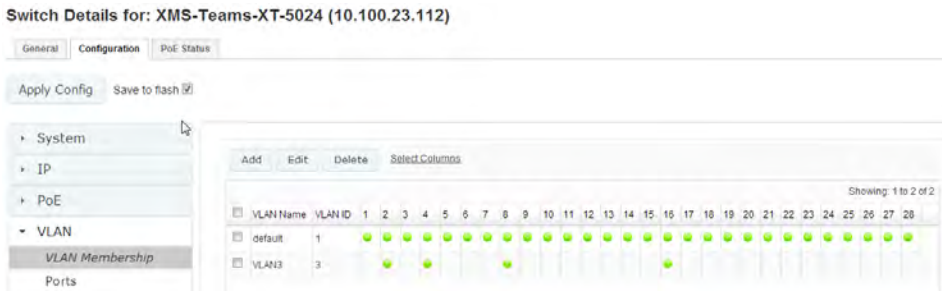 Switch Details for: XMS-Teams-XT-5024 (10.100.23.112)
General Configuration PoE Status
Apply Config Save to flash
System
IP
PoE
VLAN
VLAN Membership
Ports
Add Edit Delete Select Columns
Showing: 1 to 2 of 2
VLAN Name VLAN ID 1 2 3 4 5 6 7 8 9 10 11 12 13 14 15 16 17 18 19 20 21 22 23 24 25 26 27 28
default 1
VLAN3 3